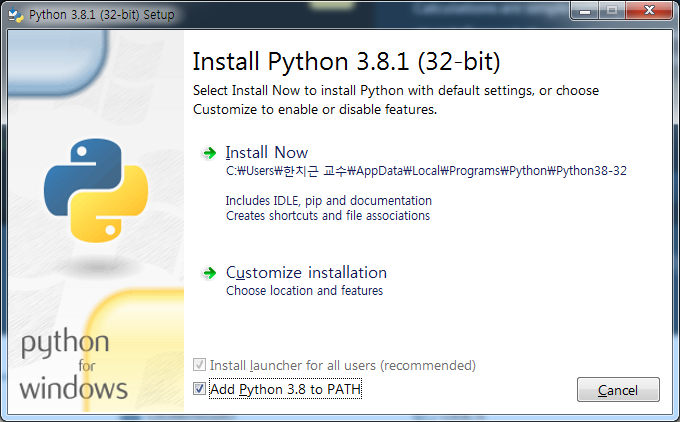 Python 3.8.1 (32-bit) Setup
Install Python 3.8.1 (32-bit)
Select Install Now to install Python with default settings, or choose
Customize to enable or disable features.
Install Now
C:₩Users₩한치근 교수₩AppData₩Local₩Programs₩Python₩Python38-32
Includes IDLE, pip and documentation
Creates shortcuts and file associations
Customize installation
Choose location and features
python
for
windows
Install launcher for all users (recommended)
Add Python 3.8 to PATH
Cancel